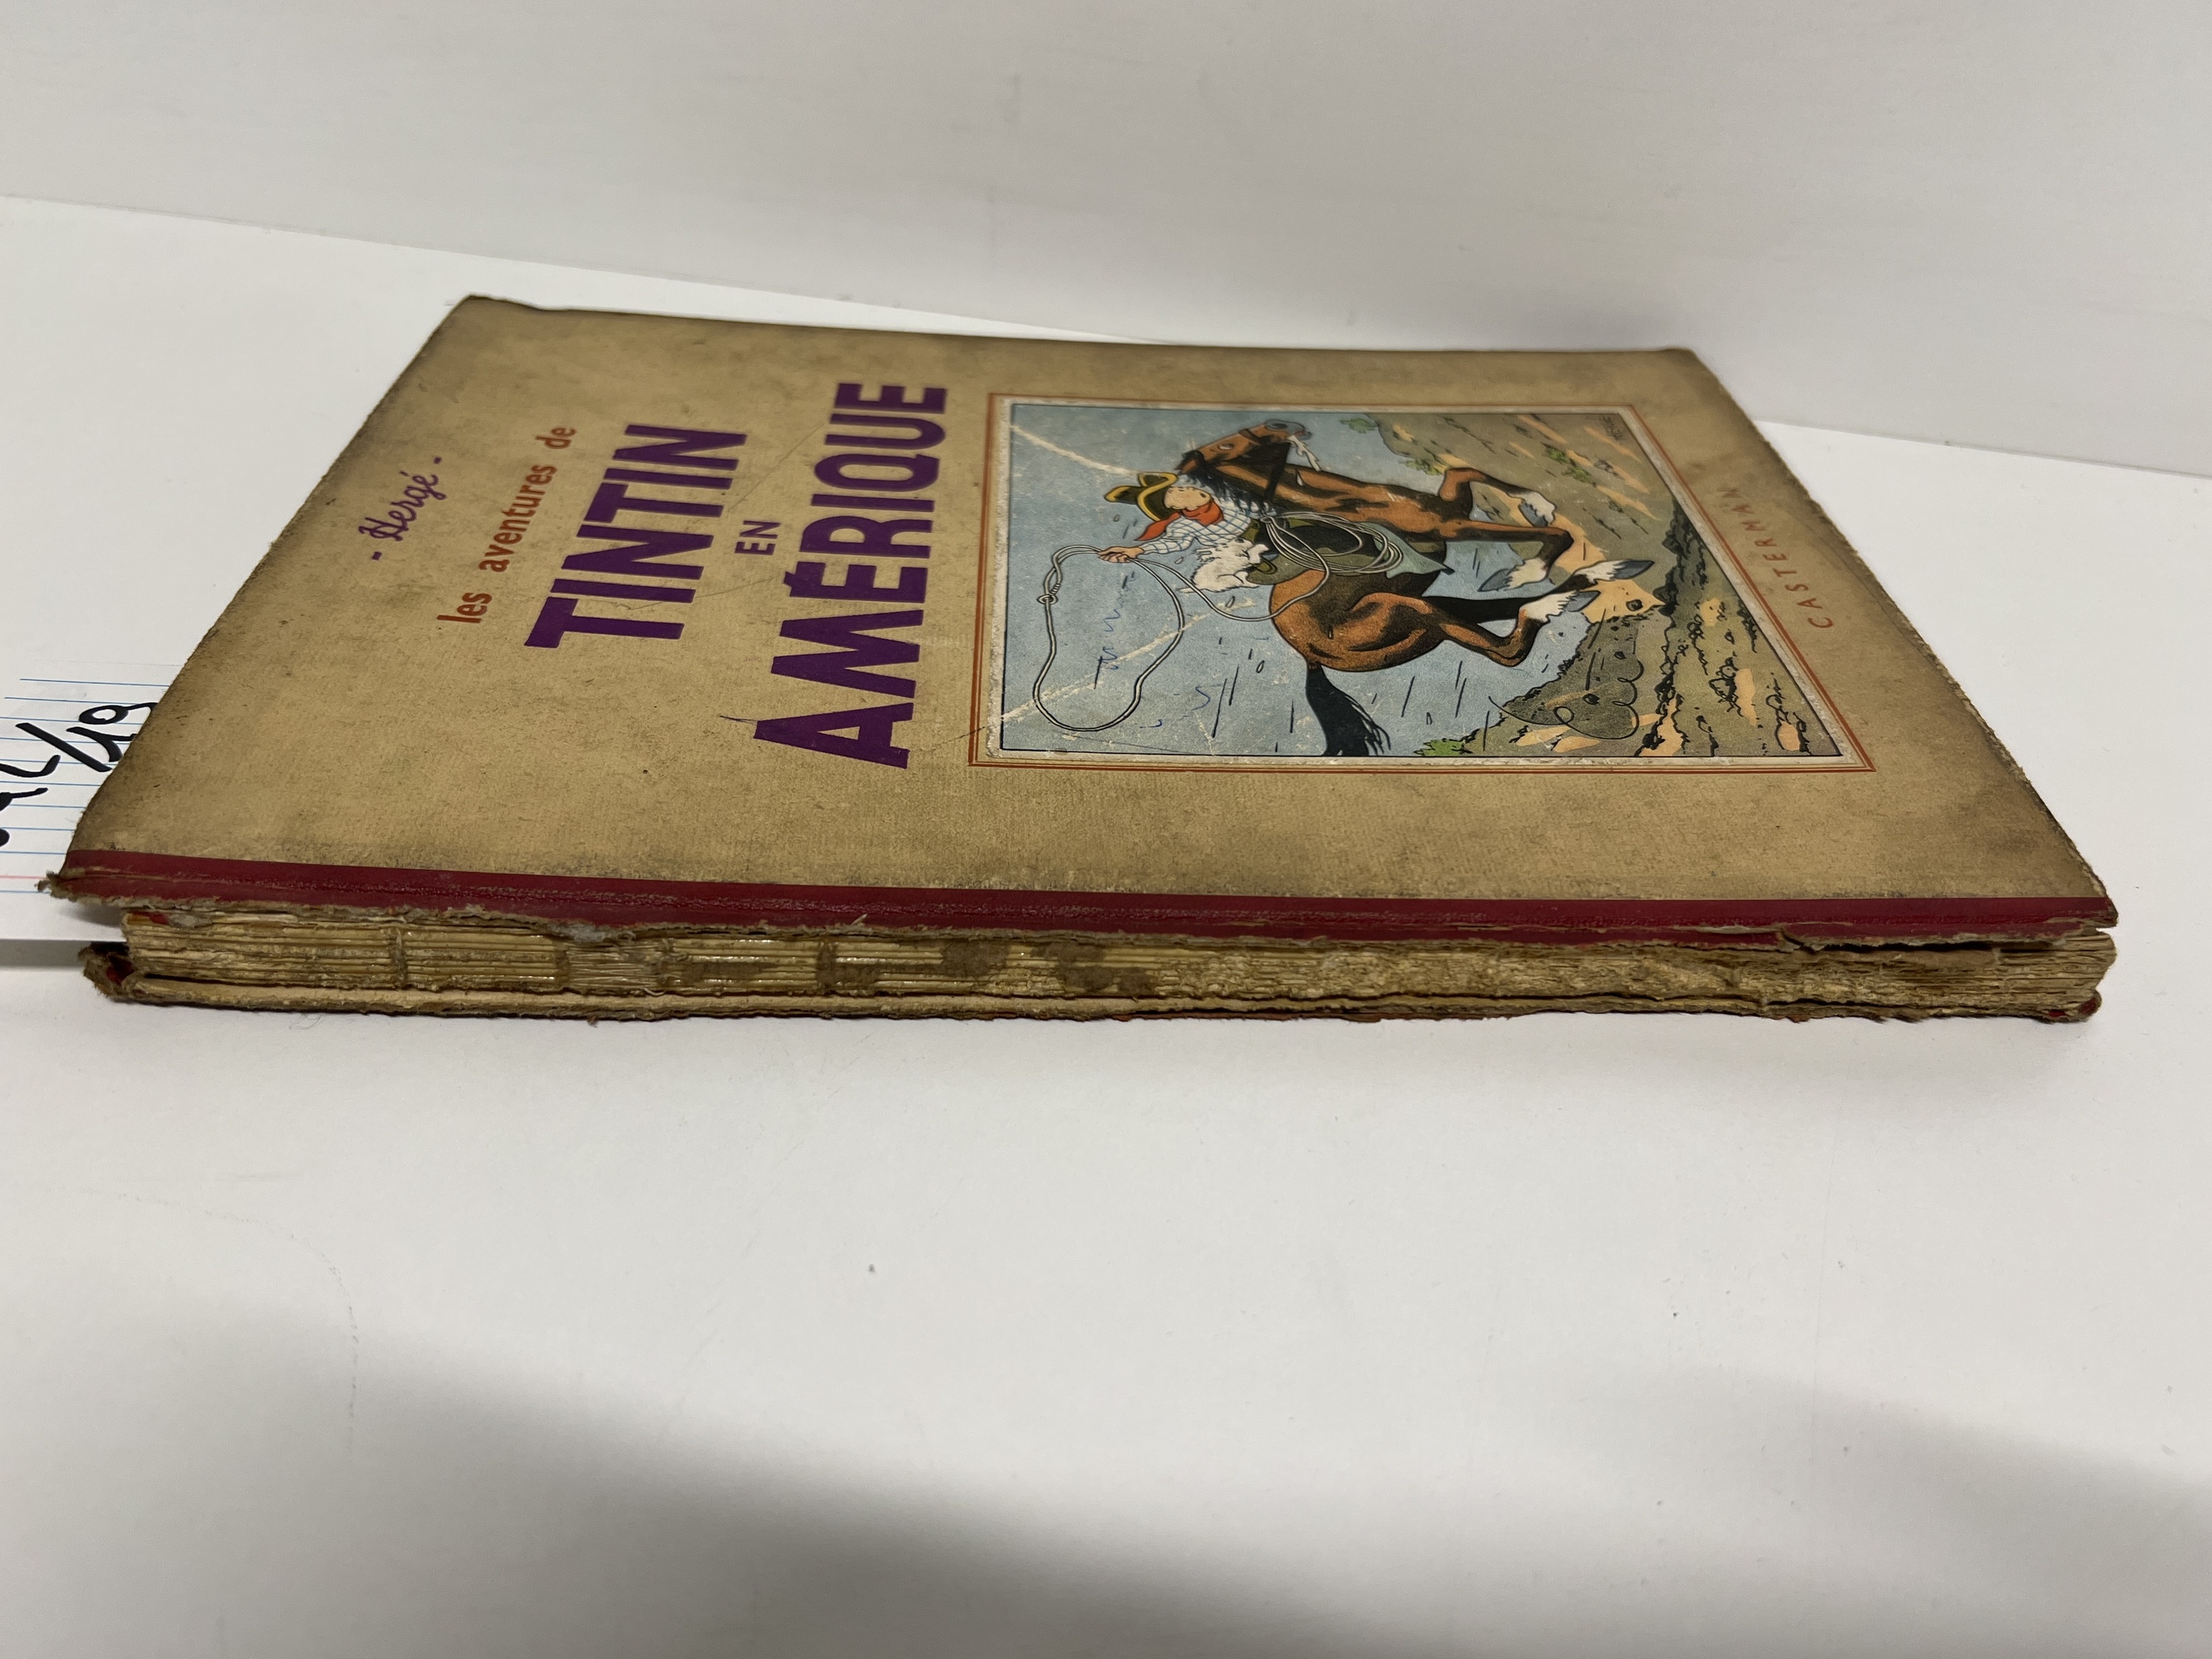 - Hergé -
les aventures de
TINTIN
EN
AMÉRIQUE
CASTERMAN